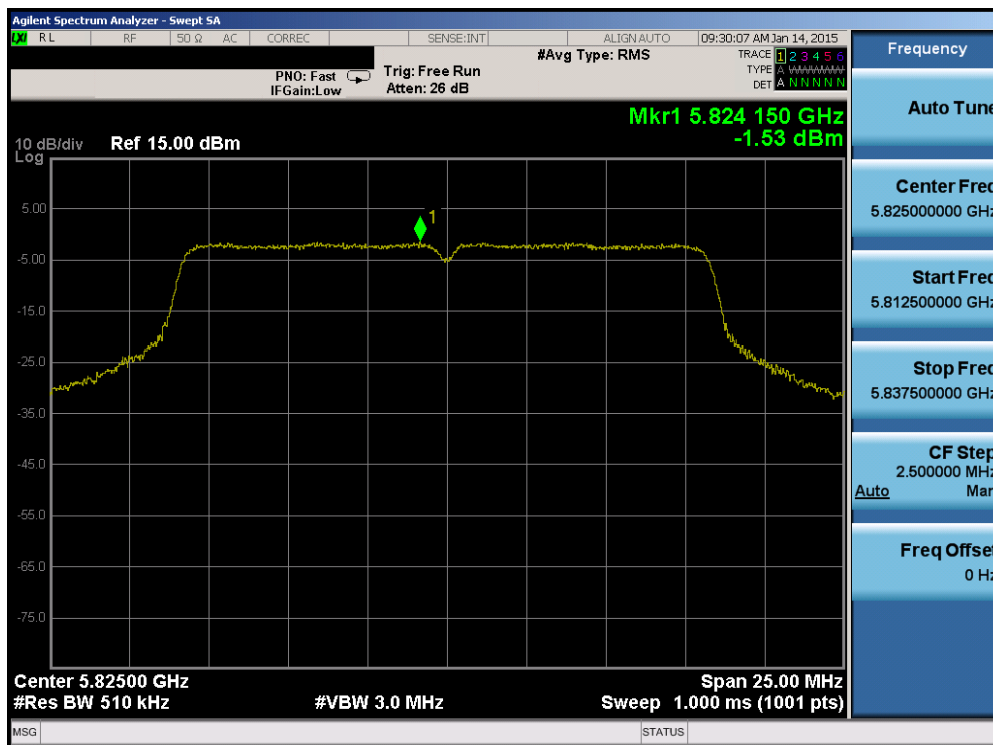 Agilent Spectrum Analyzer - Swept SA
LXI RL RF 50 Ω AC CORREC SENSE:INT ALIGNAUTO 09:30:07 AM Jan 14, 2015
#Avg Type: RMS
TRACE 1 2 3 4 5 6
TYPE A WWWWW
DET A N N N N N
PNO: Fast
IFGain:Low
Trig: Free Run
Atten: 26 dB
Mkr1 5.824 150 GHz
-1.53 dBm
10 dB/div Ref 15.00 dBm
Log
1
5.00
-5.00
-15.0
-25.0
-35.0
-45.0
-55.0
-65.0
-75.0
Center 5.82500 GHz
Span 25.00 MHz
#Res BW 510 kHz
#VBW 3.0 MHz
Sweep 1.000 ms (1001 pts)
MSG
STATUS
Frequency
Auto Tune
Center Freq
5.825000000 GHz
Start Freq
5.812500000 GHz
Stop Freq
5.837500000 GHz
CF Step
2.500000 MHz
Auto Man
Freq Offset
0 Hz